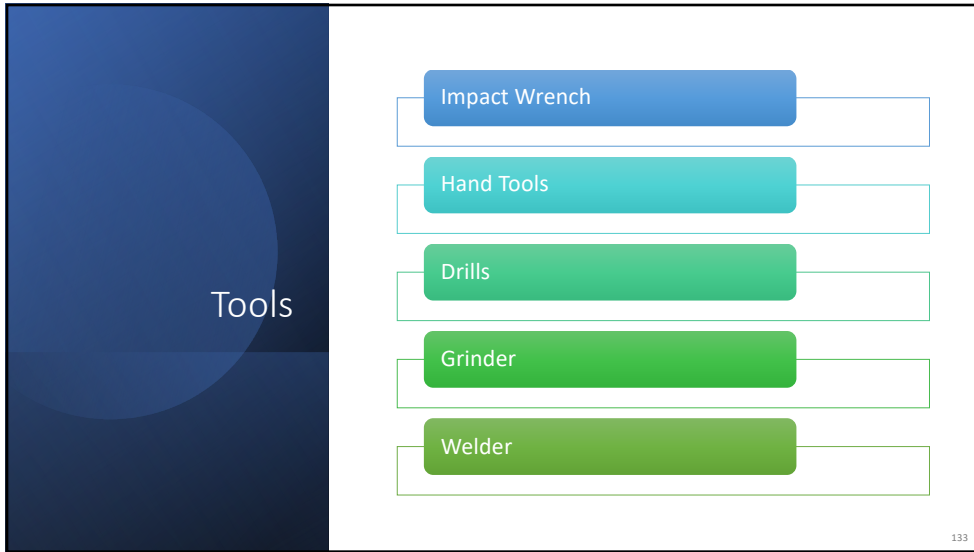 Tools
Impact Wrench
Hand Tools
Drills
Grinder
Welder
133